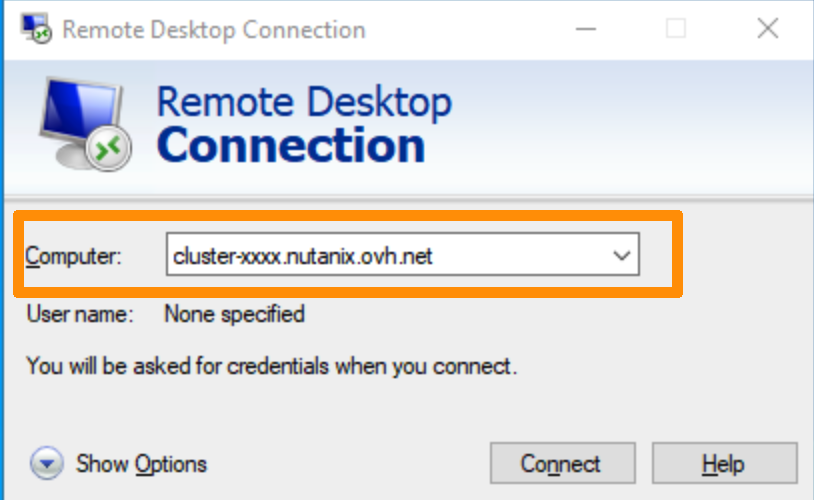 Remote Desktop Connection
Remote Desktop
Connection
Computer: cluster-xxxx.nutanix.ovh.net
User name: None specified
You will be asked for credentials when you connect.
Show Options Connect Help